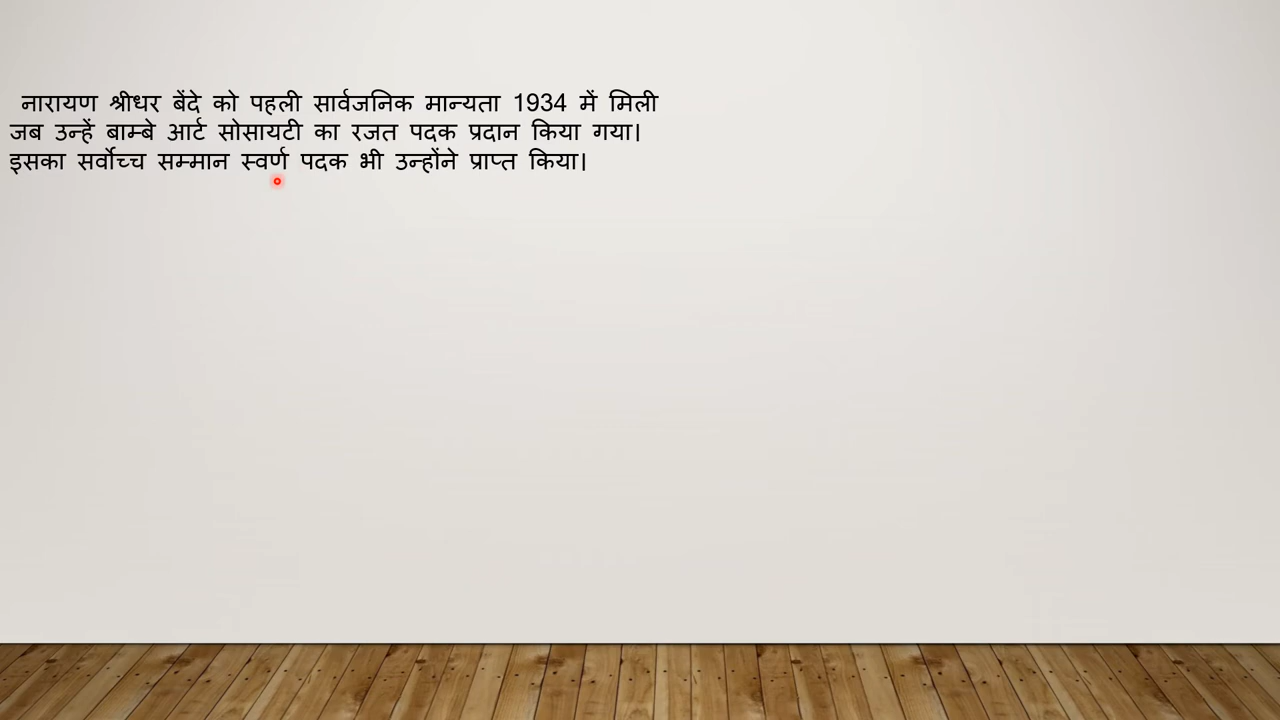 नारायण श्रीधर बेंदे को पहली सार्वजनिक मान्यता 1934 में मिली
जब उन्हें बाम्बे आर्ट सोसायटी का रजत पदक प्रदान किया गया।
इसका सर्वोच्च सम्मान स्वर्ण पदक भी उन्होंने प्राप्त किया।